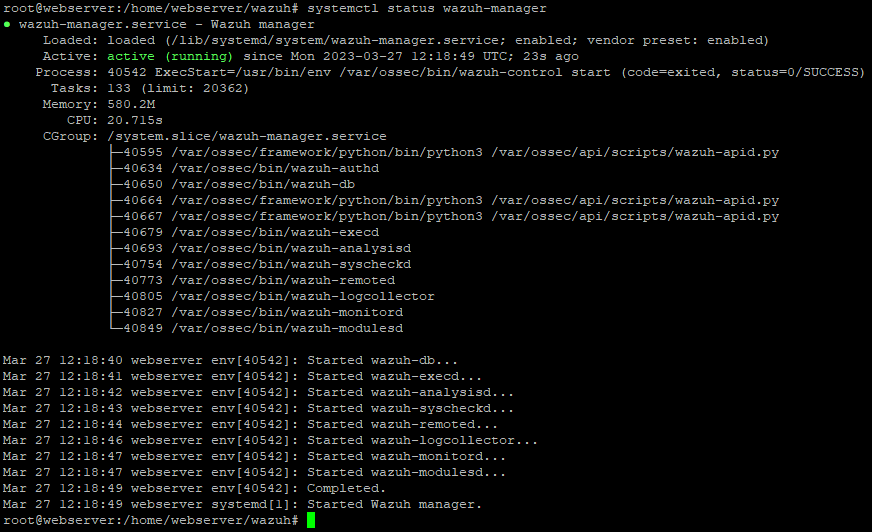 root@webserver:/home/webserver/wazuh# systemctl status wazuh-manager
● wazuh-manager.service - Wazuh manager
     Loaded: loaded (/lib/systemd/system/wazuh-manager.service; enabled; vendor preset: enabled)
     Active: active (running) since Mon 2023-03-27 12:18:49 UTC; 23s ago
    Process: 40542 ExecStart=/usr/bin/env /var/ossec/bin/wazuh-control start (code=exited, status=0/SUCCESS)
      Tasks: 133 (limit: 20362)
     Memory: 580.2M
        CPU: 20.715s
     CGroup: /system.slice/wazuh-manager.service
             ├─40595 /var/ossec/framework/python/bin/python3 /var/ossec/api/scripts/wazuh-apid.py
             ├─40634 /var/ossec/bin/wazuh-authd
             ├─40650 /var/ossec/bin/wazuh-db
             ├─40664 /var/ossec/framework/python/bin/python3 /var/ossec/api/scripts/wazuh-apid.py
             ├─40667 /var/ossec/framework/python/bin/python3 /var/ossec/api/scripts/wazuh-apid.py
             ├─40679 /var/ossec/bin/wazuh-execd
             ├─40693 /var/ossec/bin/wazuh-analysisd
             ├─40754 /var/ossec/bin/wazuh-syscheckd
             ├─40773 /var/ossec/bin/wazuh-remoted
             ├─40805 /var/ossec/bin/wazuh-logcollector
             ├─40827 /var/ossec/bin/wazuh-monitord
             └─40849 /var/ossec/bin/wazuh-modulesd

Mar 27 12:18:40 webserver env[40542]: Started wazuh-db...
Mar 27 12:18:41 webserver env[40542]: Started wazuh-execd...
Mar 27 12:18:42 webserver env[40542]: Started wazuh-analysisd...
Mar 27 12:18:43 webserver env[40542]: Started wazuh-syscheckd...
Mar 27 12:18:44 webserver env[40542]: Started wazuh-remoted...
Mar 27 12:18:46 webserver env[40542]: Started wazuh-logcollector...
Mar 27 12:18:47 webserver env[40542]: Started wazuh-monitord...
Mar 27 12:18:47 webserver env[40542]: Started wazuh-modulesd...
Mar 27 12:18:49 webserver env[40542]: Completed.
Mar 27 12:18:49 webserver systemd[1]: Started Wazuh manager.
root@webserver:/home/webserver/wazuh#